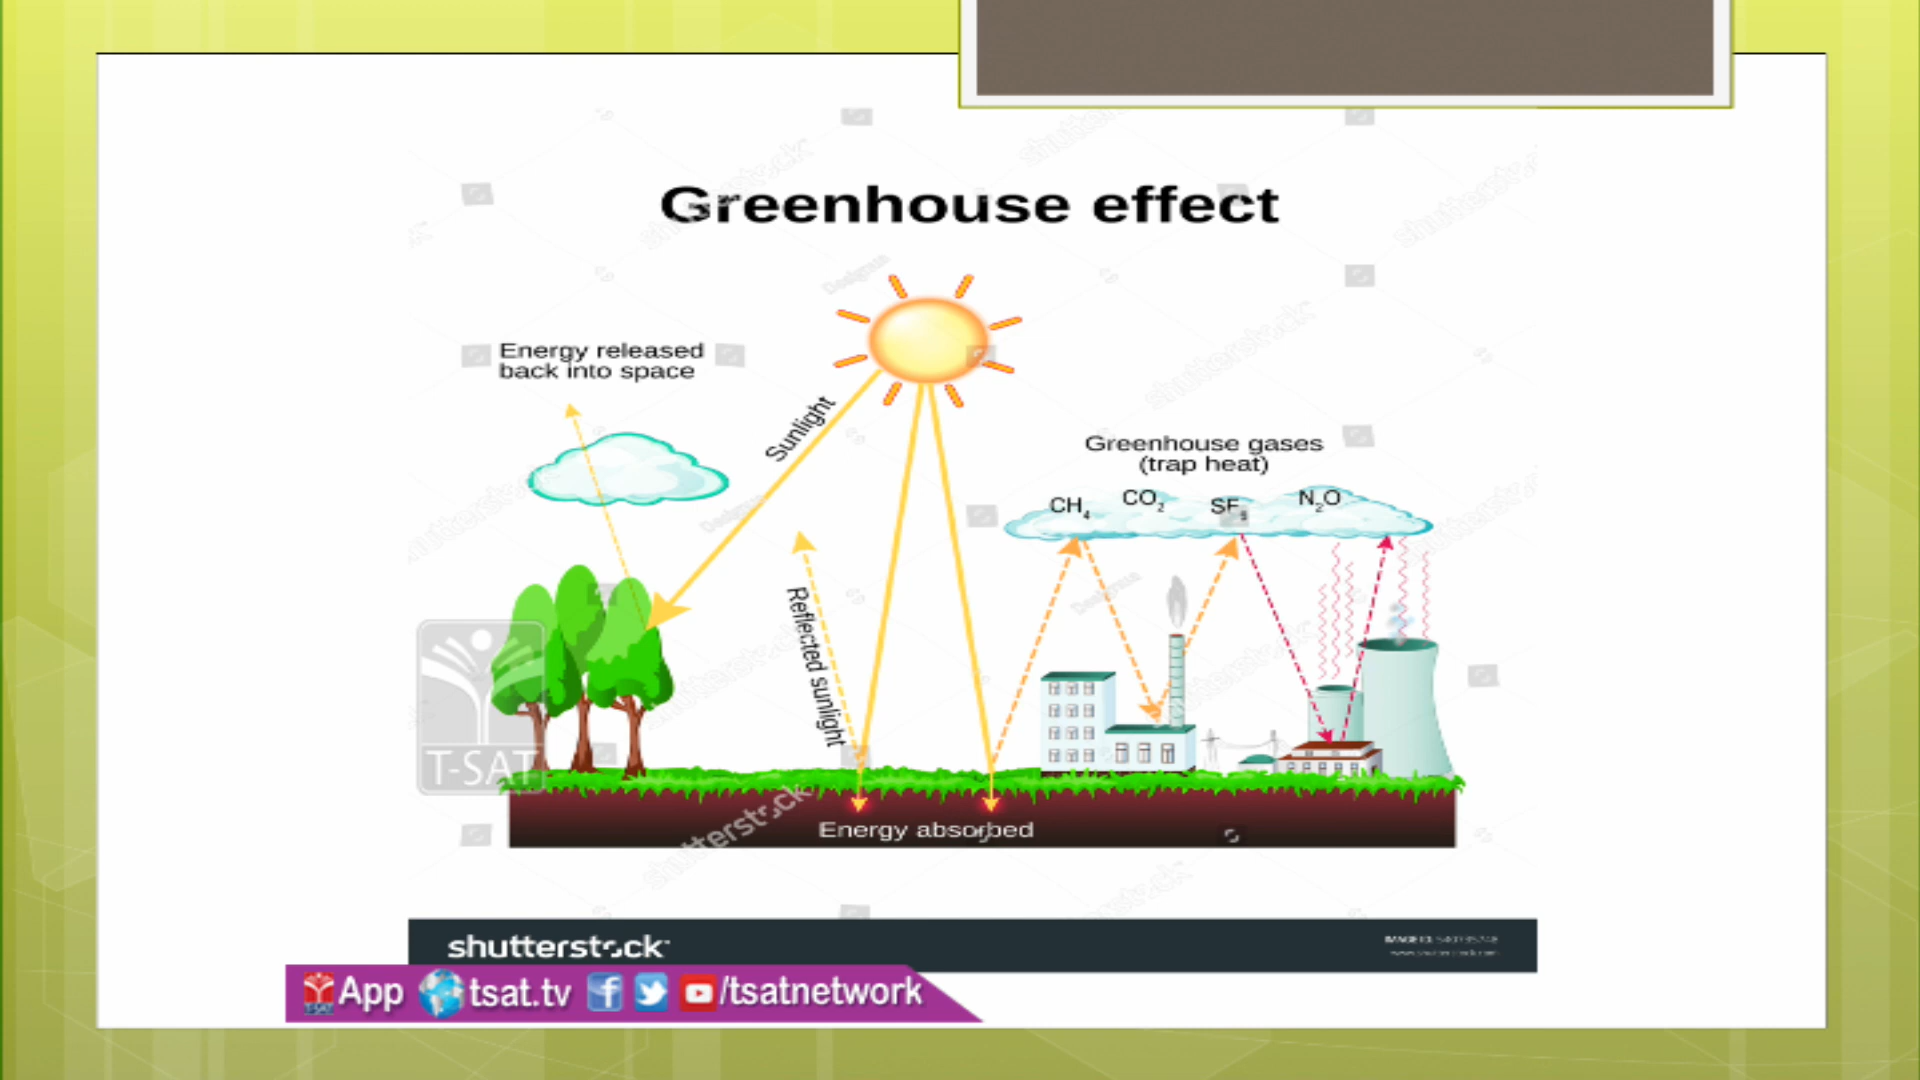 Greenhouse effect
Energy released
back into space
Sunlight
Greenhouse gases
(trap heat)
CH4 CO2 SF6 N2O
Reflected sunlight
T-SAT
Energy absorbed
shutterstock
App tsat.tv /tsatnetwork